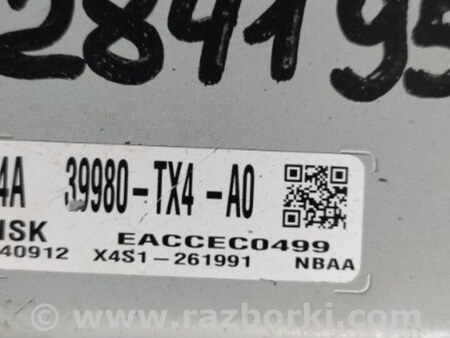 284195
4A 39980-TX4-A0
NSK EACCEC0499
40912 X4S1-261991 NBAA
© www.razborki.com